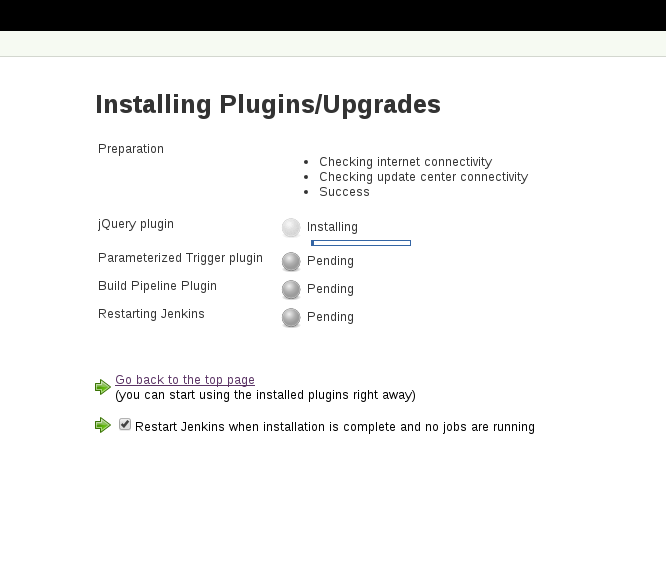 Installing Plugins/Upgrades
Preparation
Checking internet connectivity
Checking update center connectivity
Success
jQuery plugin
Installing
Parameterized Trigger plugin
Pending
Build Pipeline Plugin
Pending
Restarting Jenkins
Pending
Go back to the top page
(you can start using the installed plugins right away)
Restart Jenkins when installation is complete and no jobs are running